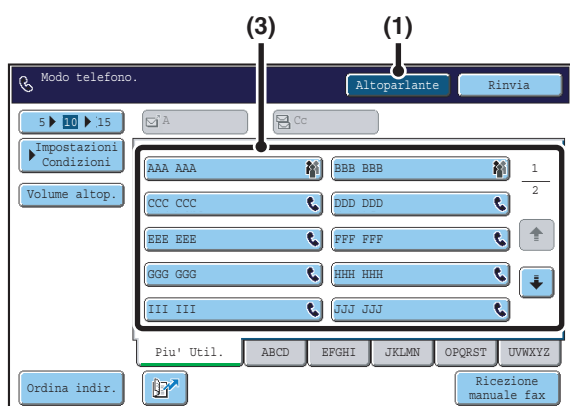 (3) (1)
Modo telefono.
Altoparlante Rinvia
5 10 15 A Cc
Impostazioni
Condizioni
AAA AAA BBB BBB 1
2
Volume altop.
CCC CCC DDD DDD
EEE EEE FFF FFF
GGG GGG HHH HHH
III III JJJ JJJ
Piu' Util. ABCD EFGHI JKLMN OPQRST UVWXYZ
Ordina indir. Ricezione
manuale fax